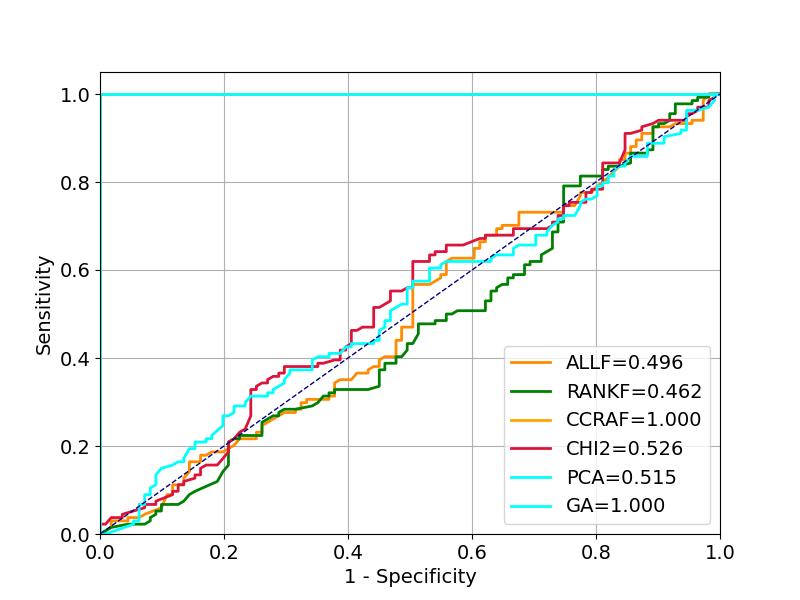 1.0
0.8
0.6
0.4
0.2
0.0
Sensitivity
ALLF=0.496
RANKF=0.462
CCRAF=1.000
CHI2=0.526
PCA=0.515
GA=1.000
0.0 0.2 0.4 0.6 0.8 1.0
1 - Specificity